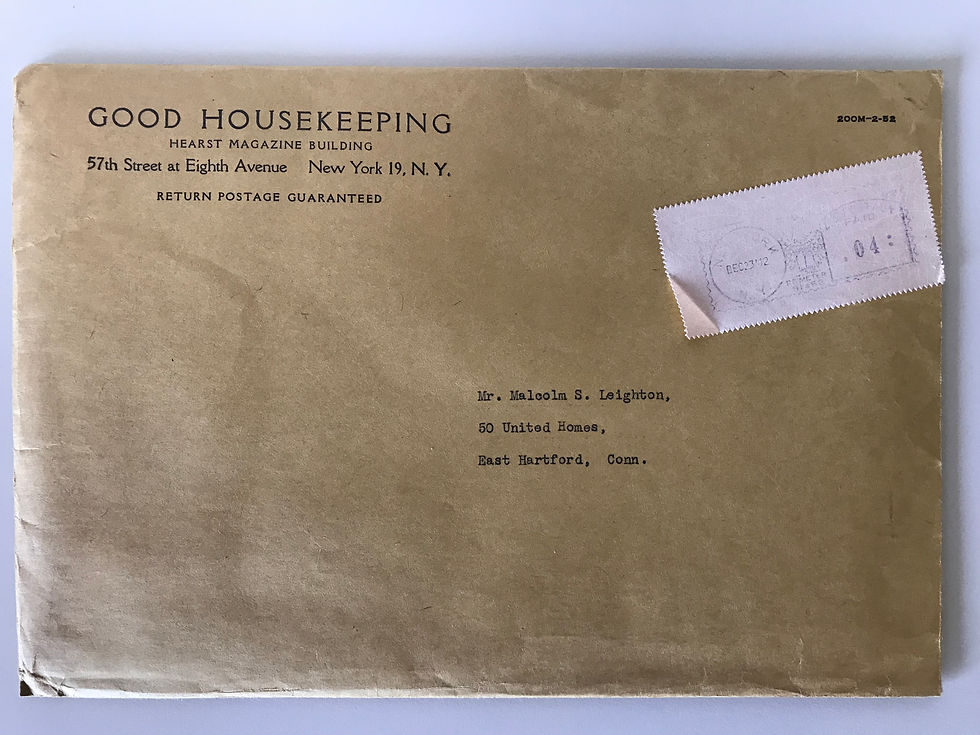 GOOD HOUSEKEEPING
HEARST MAGAZINE BUILDING
57th Street at Eighth Avenue New York 19, N. Y.
RETURN POSTAGE GUARANTEED
200M-2-52
.04:
Mr. Malcolm S. Leighton,
50 United Homes,
East Hartford, Conn.